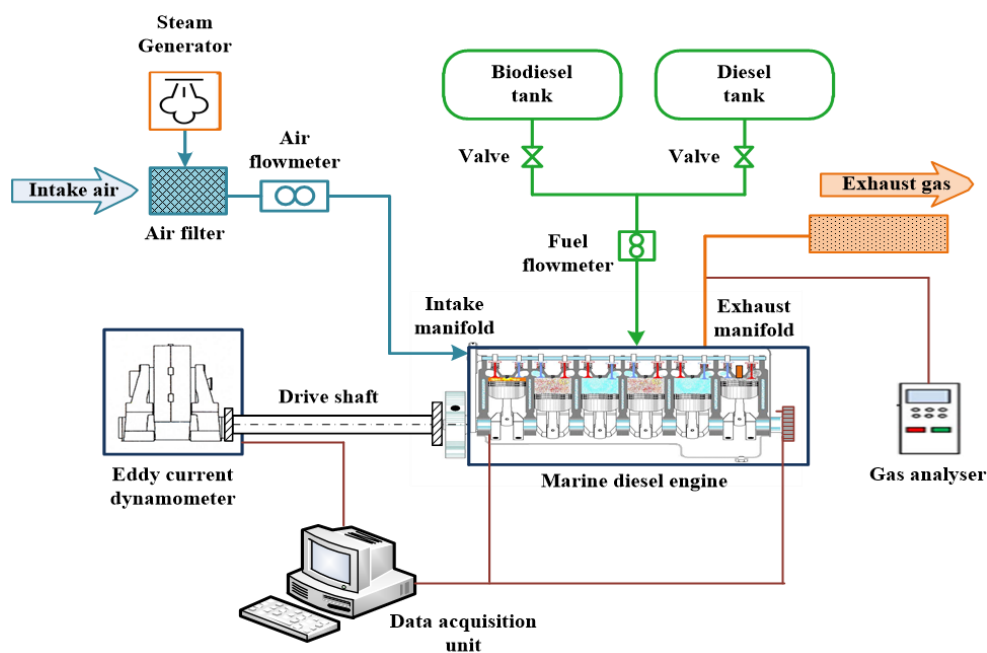 Steam
Generator
Biodiesel
tank
Diesel
tank
Air
flowmeter
Valve
Valve
Intake air
Exhaust gas
Air filter
Fuel
flowmeter
Intake
manifold
Exhaust
manifold
Drive shaft
Eddy current
dynamometer
Marine diesel engine
Gas analyser
Data acquisition
unit